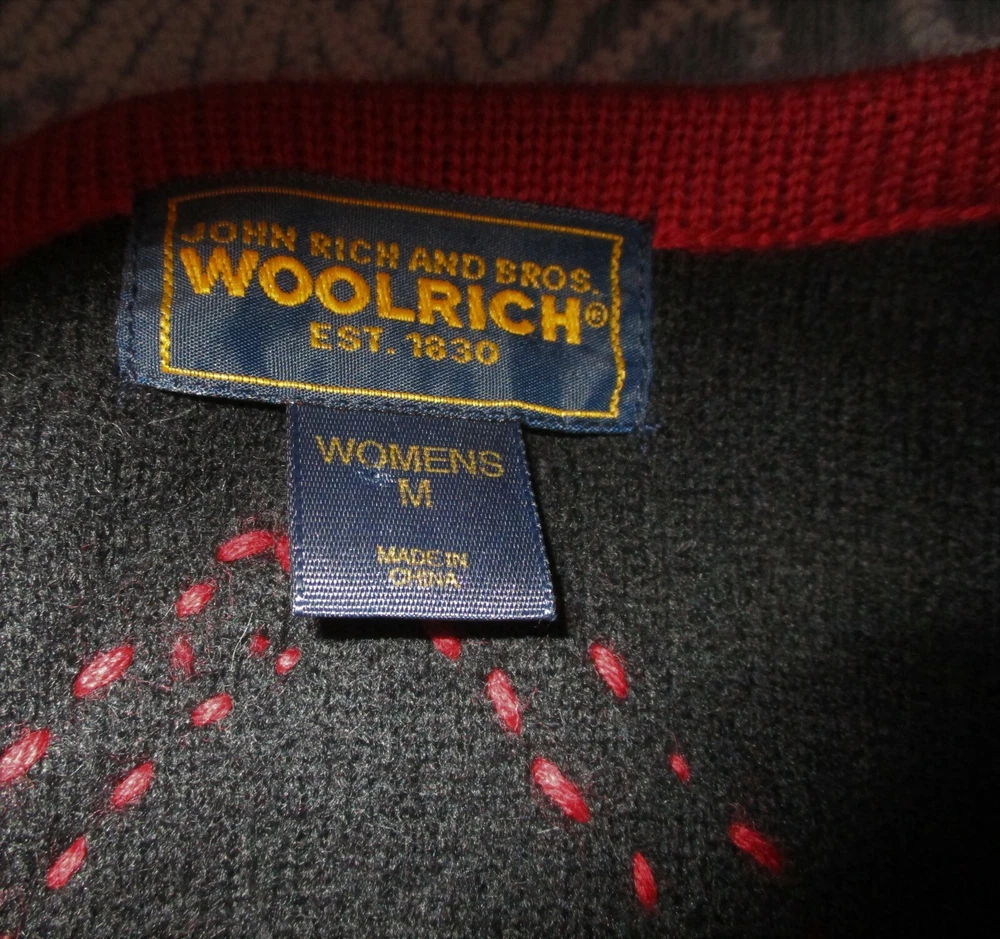 JOHN RICH AND BROS.
WOOLRICH®
EST. 1830
WOMENS
M
MADE IN
CHINA